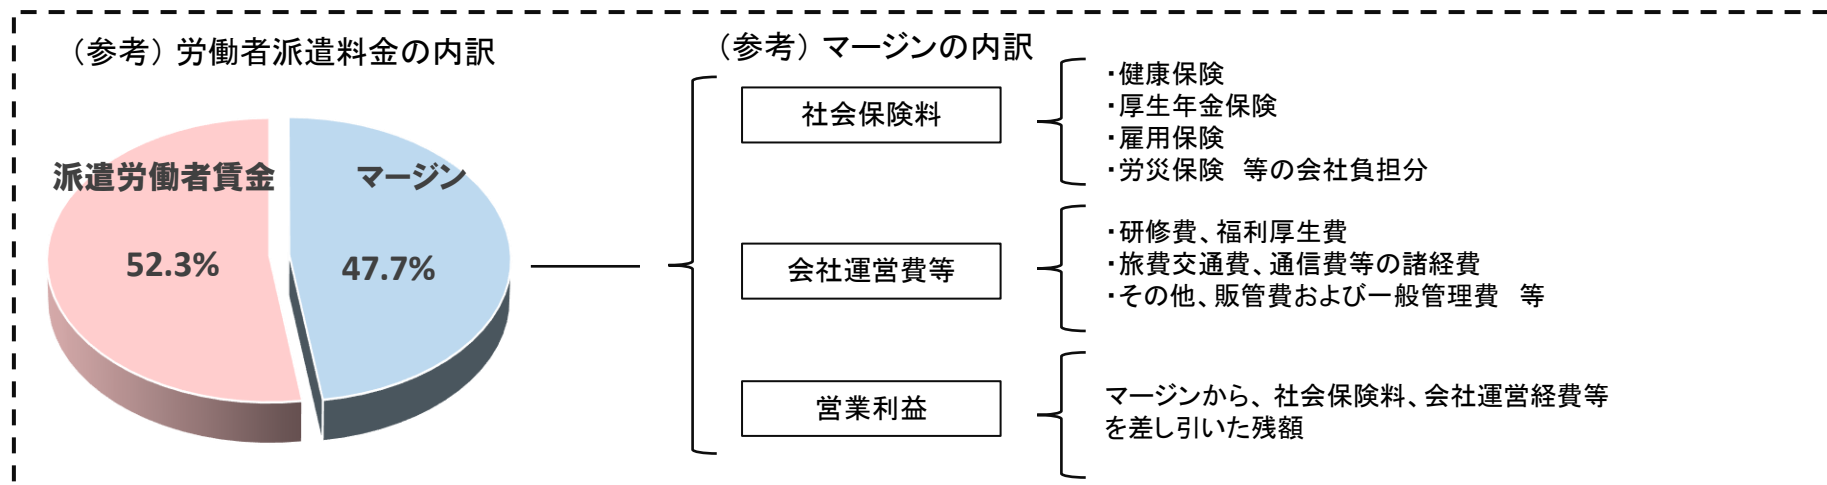 （参考）労働者派遣料金の内訳
派遣労働者賃金
52.3%
マージン
47.7%
（参考）マージンの内訳
社会保険料
・健康保険
・厚生年金保険
・雇用保険
・労災保険　等の会社負担分
会社運営費等
・研修費、福利厚生費
・旅費交通費、通信費等の諸経費
・その他、販管費および一般管理費　等
営業利益
マージンから、社会保険料、会社運営経費等
を差し引いた残額